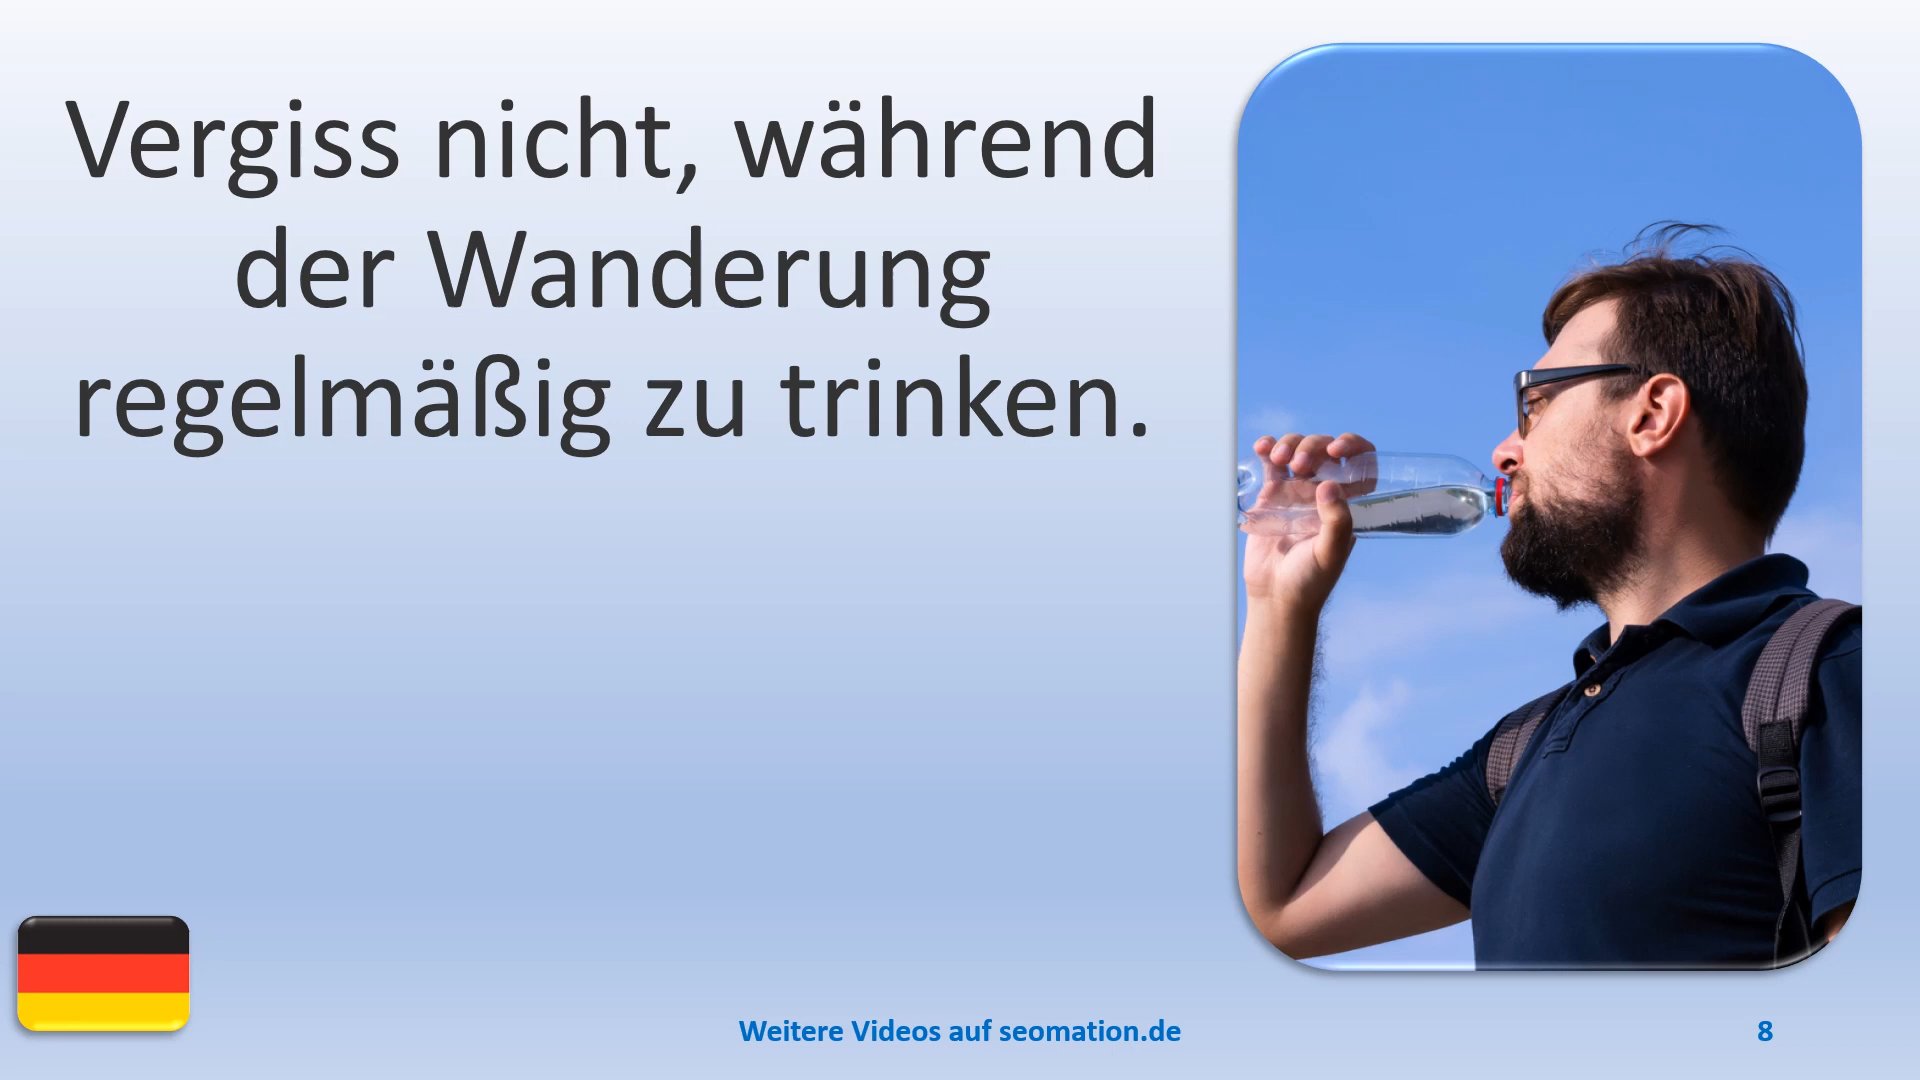 Vergiss nicht, während
der Wanderung
regelmäßig zu trinken.
Weitere Videos auf seomation.de
8